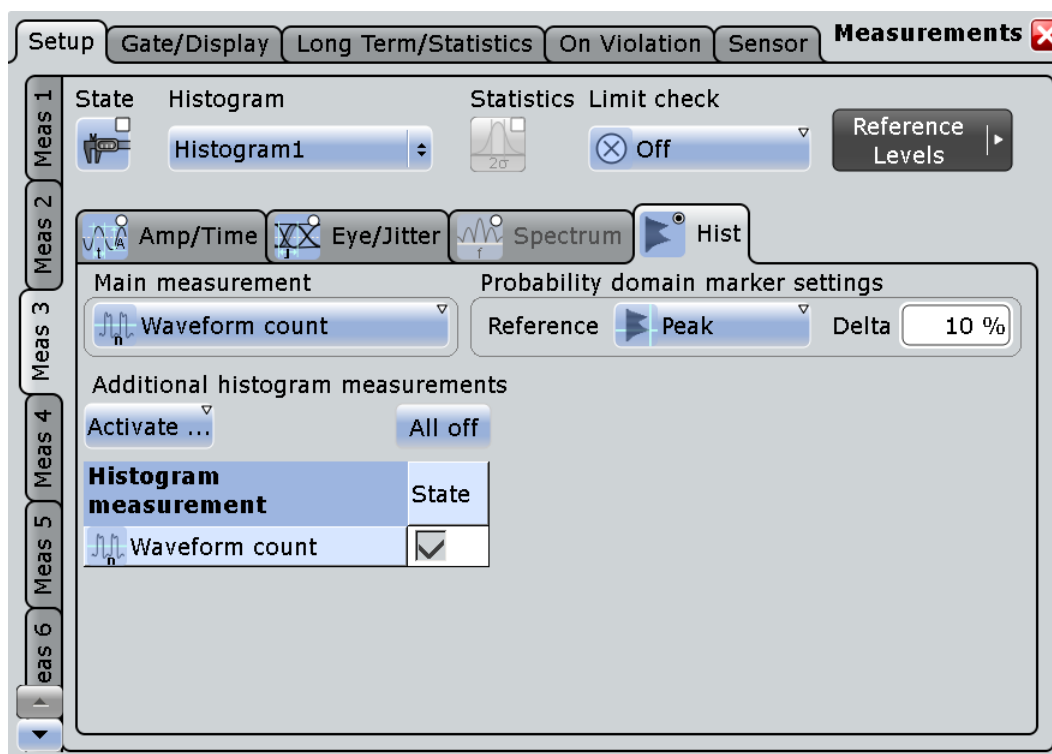 Setup Gate/Display Long Term/Statistics On Violation Sensor Measurements
Meas 1
Meas 2
Meas 3
Meas 4
Meas 5
eas 6
State Histogram Statistics Limit check
Histogram1 2σ Off Reference
Levels
Amp/Time Eye/Jitter Spectrum Hist
Main measurement Probability domain marker settings
Waveform count Reference Peak Delta 10 %
Additional histogram measurements
Activate ... All off
Histogram
measurement State
Waveform count